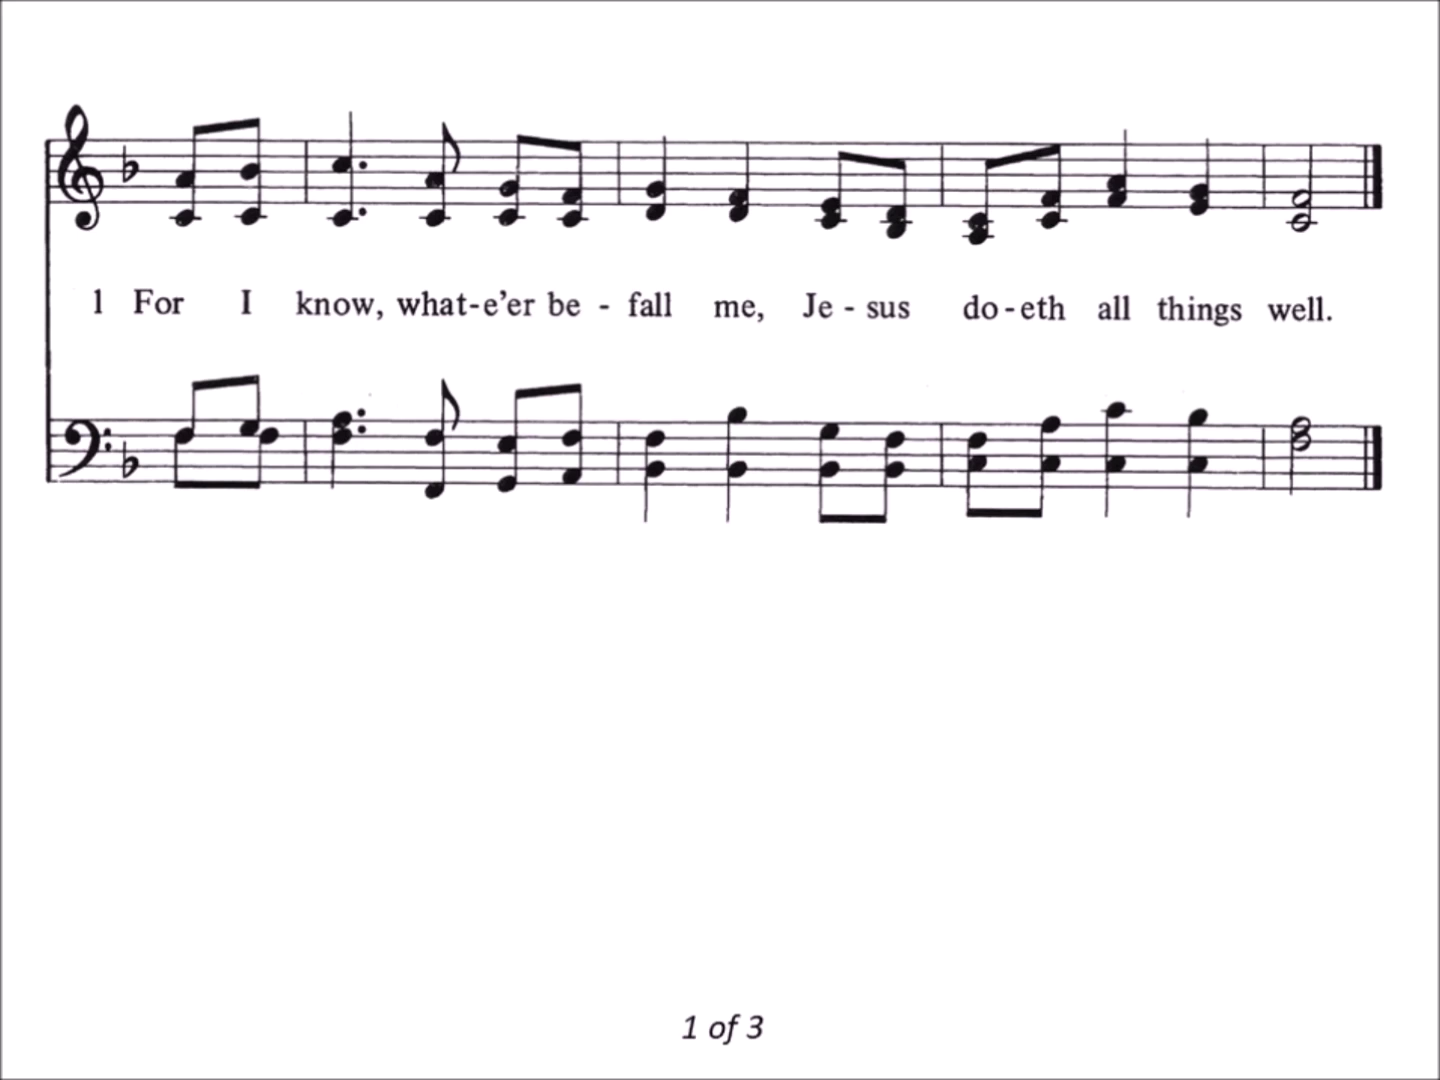 1 For I know, what-e’er be - fall me, Je - sus do-eth all things well.
1 of 3